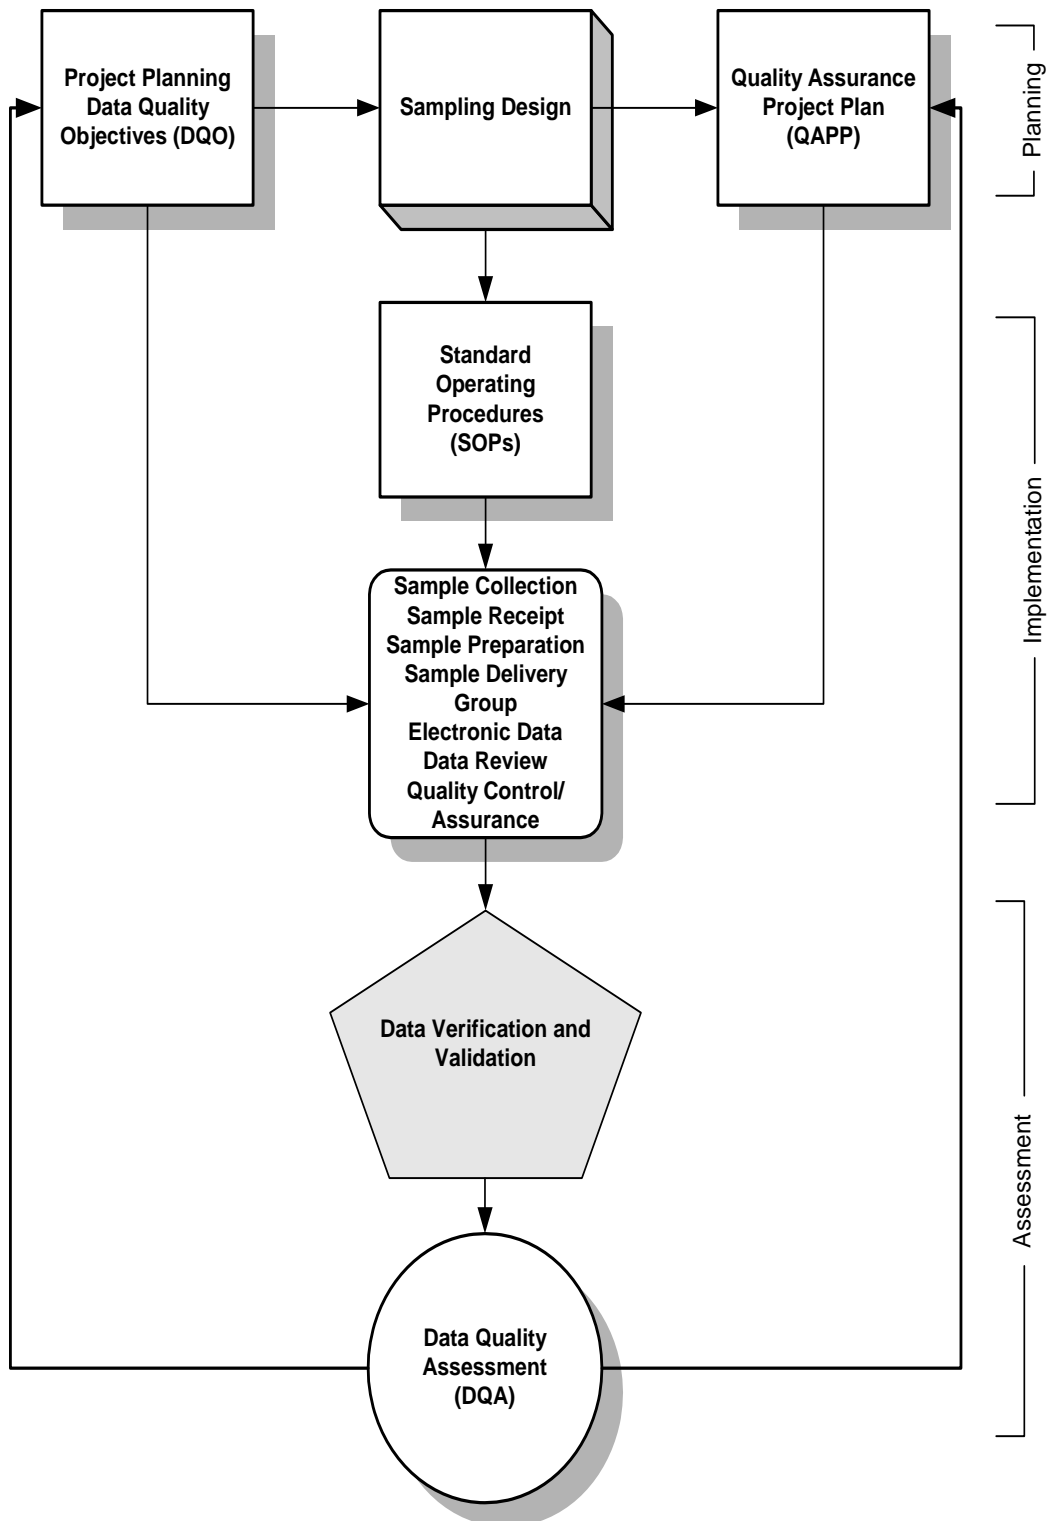 Project Planning
Data Quality
Objectives (DQO)
Sampling Design
Quality Assurance
Project Plan
(QAPP)
Planning
Standard
Operating
Procedures
(SOPs)
Implementation
Sample Collection
Sample Receipt
Sample Preparation
Sample Delivery
Group
Electronic Data
Data Review
Quality Control/
Assurance
Data Verification and
Validation
Assessment
Data Quality
Assessment
(DQA)